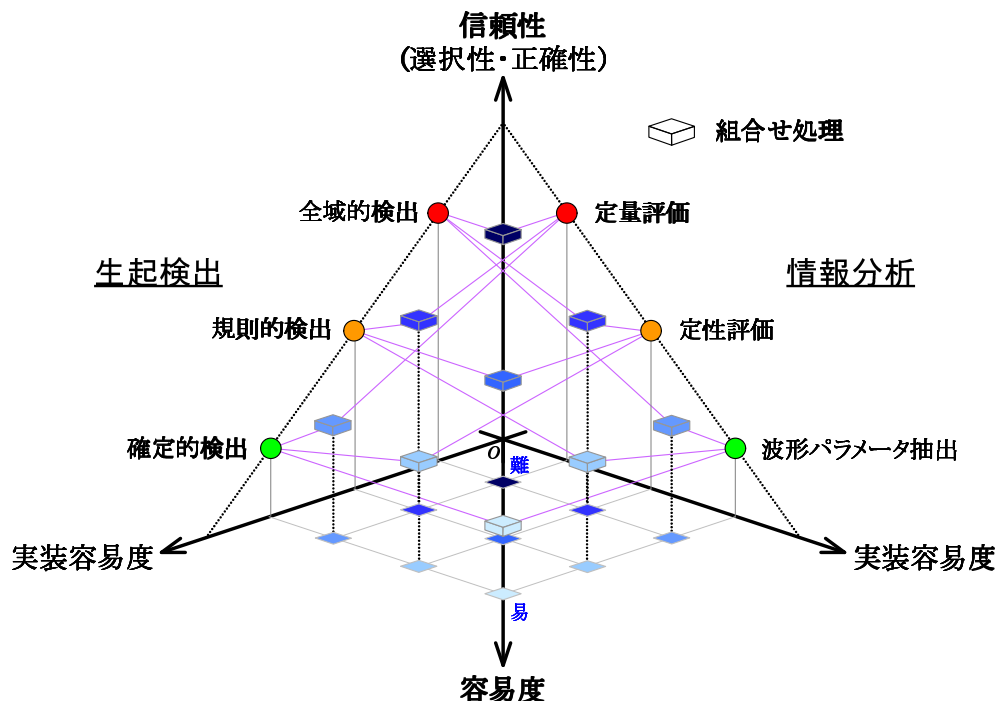 信頼性
(選択性・正確性)
組合せ処理
全域的検出
定量評価
生起検出
情報分析
規則的検出
定性評価
確定的検出
波形パラメータ抽出
O
難
実装容易度
実装容易度
易
容易度